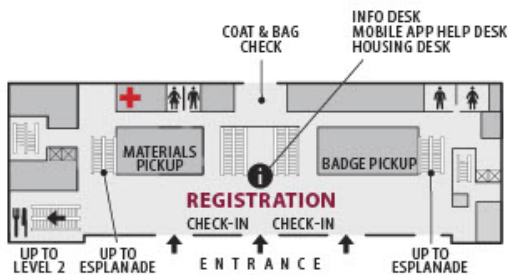 COAT & BAG
CHECK
INFO DESK
MOBILE APP HELP DESK
HOUSING DESK
MATERIALS
PICKUP
i
BADGE PICKUP
REGISTRATION
CHECK-IN
CHECK-IN
UP TO
LEVEL 2
UP TO
ESPLANADE
ENTRANCE
UP TO
ESPLANADE